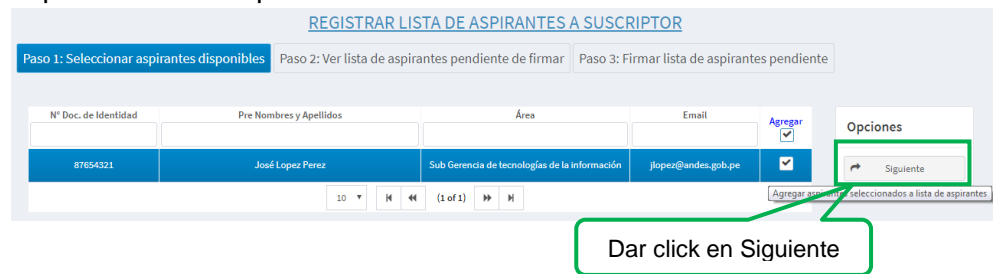 REGISTRAR LISTA DE ASPIRANTES A SUSCRIPTOR
Paso 1: Seleccionar aspirantes disponibles Paso 2: Ver lista de aspirantes pendiente de firmar Paso 3: Firmar lista de aspirantes pendiente
N° Doc. de Identidad Pre Nombres y Apellidos Área Email Agregar
Opciones
87654321 José Lopez Perez Sub Gerencia de tecnologías de la información jlopez@andes.gob.pe
Siguiente
10 (1 of 1)
Agregar aspirantes seleccionados a lista de aspirantes
Dar click en Siguiente